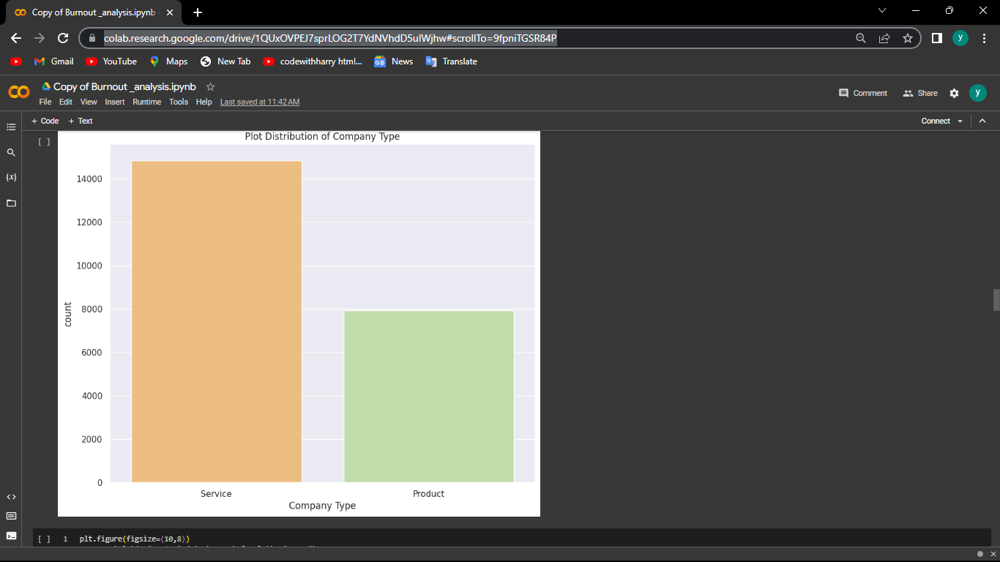 Copy of Burnout _analysis.ipynb
colab.research.google.com/drive/1QUxOVPEJ7sprLOG2T7YdNVhdD5ulWjhw#scrollTo=9fpniTGSR84P
y
Gmail YouTube Maps New Tab codewithharry html... News Translate
Copy of Burnout _analysis.ipynb
Comment Share y
File Edit View Insert Runtime Tools Help Last saved at 11:42 AM
+ Code + Text Connect
[ ]
{x}
Plot Distribution of Company Type
14000
12000
10000
8000
6000
4000
2000
0
count
Service Product
Company Type
[ ] 1 plt.figure(figsize=(10,8))